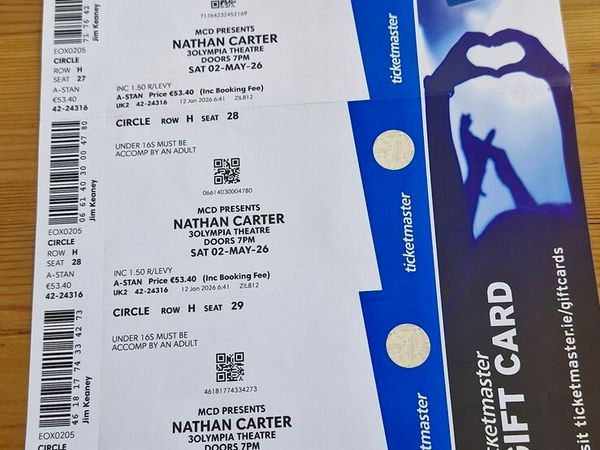 71764232452169
MCD PRESENTS
NATHAN CARTER
3OLYMPIA THEATRE
DOORS 7PM
SAT 02-MAY-26
A-STAN Price €53.40 (Inc Booking Fee)
INC 1.50 R/LEVY
UK2 42-24316 12 Jan 2026 6:41 ZIL812
71 76 42
Jim Keaney
EOX0205
CIRCLE
ROW H
SEAT 27
A-STAN
€53.40
42-24316
ticketmaster
CIRCLE ROW H SEAT 28
UNDER 16S MUST BE
ACCOMP BY AN ADULT
06614030004780
MCD PRESENTS
NATHAN CARTER
3OLYMPIA THEATRE
DOORS 7PM
SAT 02-MAY-26
INC 1.50 R/LEVY
A-STAN Price €53.40 (Inc Booking Fee)
UK2 42-24316 12 Jan 2026 6:41 ZIL812
06 61 40 30 00 47 80
Jim Keaney
EOX0205
CIRCLE
ROW H
SEAT 28
A-STAN
€53.40
42-24316
ticketmaster
CIRCLE ROW H SEAT 29
UNDER 16S MUST BE
ACCOMP BY AN ADULT
46181774334273
MCD PRESENTS
NATHAN CARTER
3OLYMPIA THEATRE
DOORS 7PM
46 18 17 74 33 42 73
Jim Keaney
EOX0205
CIRCLE
ticketmaster
GIFT CARD
ticketmaster.ie/giftcards